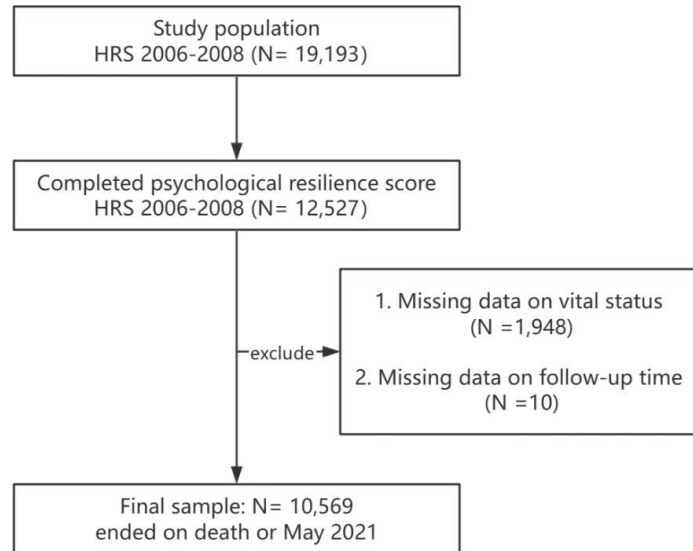 Study population
HRS 2006-2008 (N= 19,193)
Completed psychological resilience score
HRS 2006-2008 (N= 12,527)
exclude
1. Missing data on vital status
(N =1,948)
2. Missing data on follow-up time
(N =10)
Final sample: N= 10,569
ended on death or May 2021